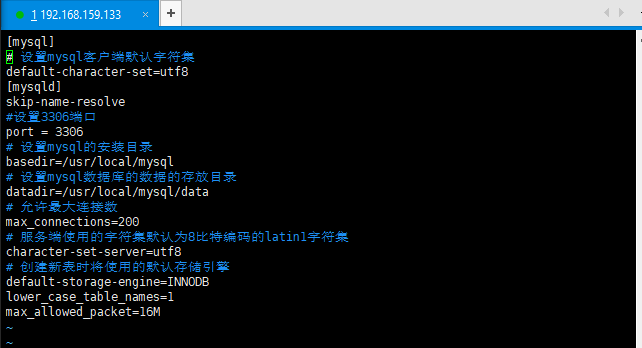 1 192.168.159.133
[mysql]
# 设置mysql客户端默认字符集
default-character-set=utf8
[mysqld]
skip-name-resolve
#设置3306端口
port = 3306
# 设置mysql的安装目录
basedir=/usr/local/mysql
# 设置mysql数据库的数据的存放目录
datadir=/usr/local/mysql/data
# 允许最大连接数
max_connections=200
# 服务端使用的字符集默认为8比特编码的latin1字符集
character-set-server=utf8
# 创建新表时将使用的默认存储引擎
default-storage-engine=INNODB
lower_case_table_names=1
max_allowed_packet=16M
~
~